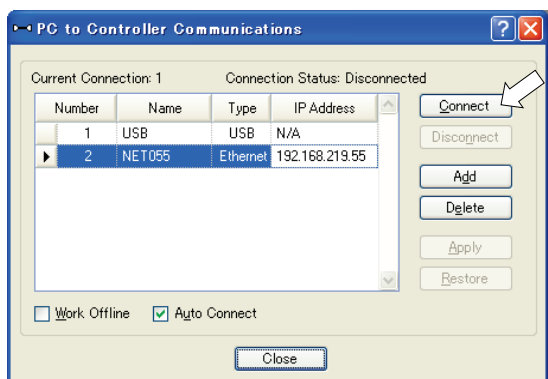 PC to Controller Communications
Current Connection: 1 Connection Status: Disconnected
Number Name Type IP Address
1 USB USB N/A
2 NET055 Ethernet 192.168.219.55
Connect
Disconnect
Add
Delete
Apply
Restore
Work Offline Auto Connect
Close